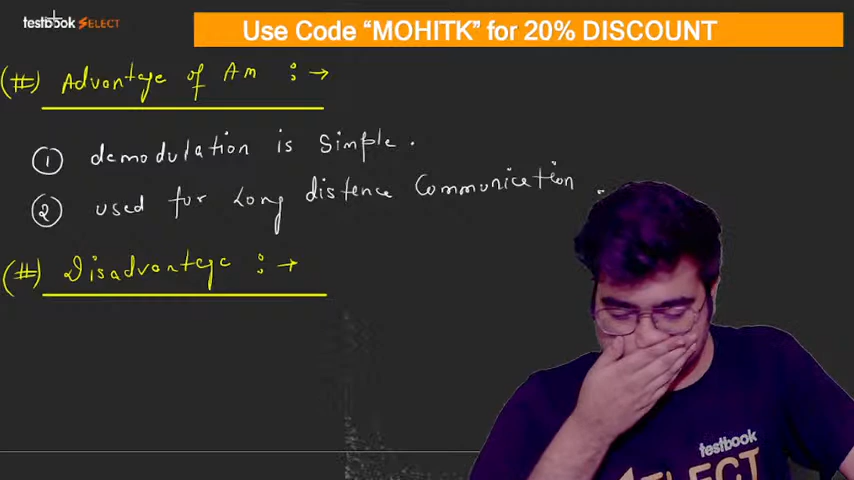 testbook SELECT
Use Code “MOHITK” for 20% DISCOUNT
(#) Advantage of Am : →
① demodulation is simple.
② used for Long distence Communication .
(#) Disadvantage : →
testbook
SELECT